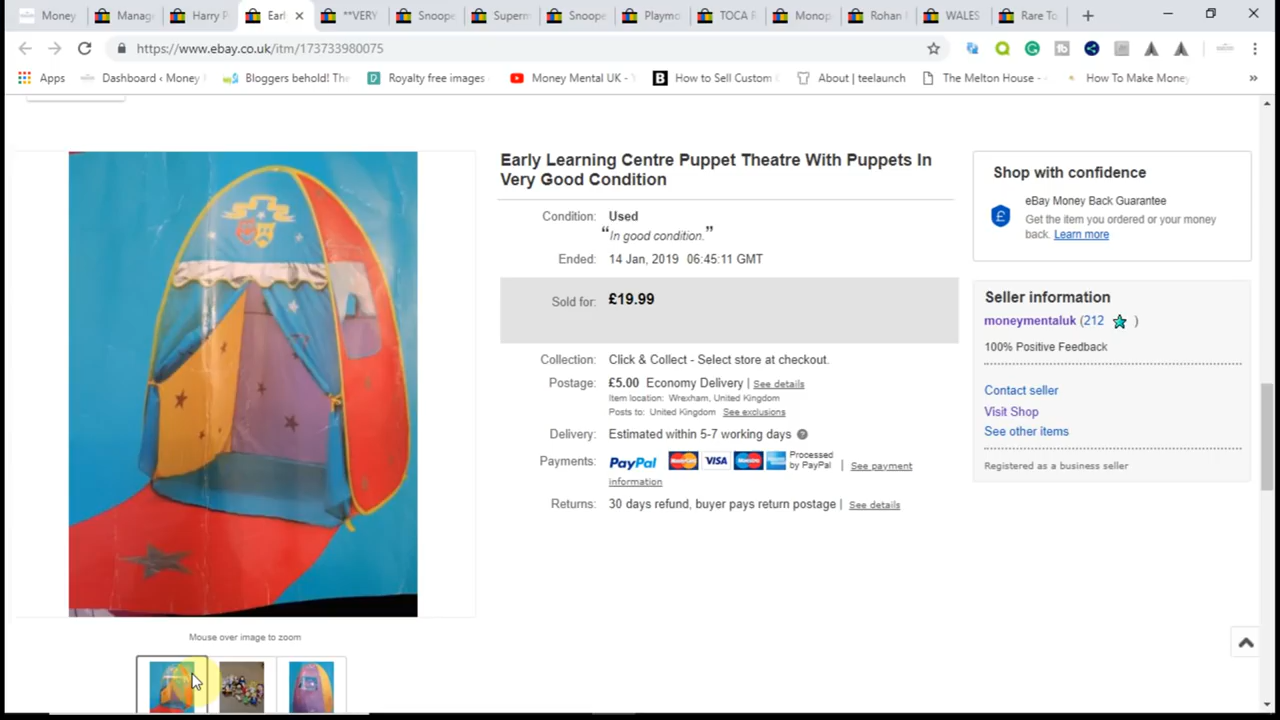 Money
Manag
Harry P
Earl
**VERY
Snoope
Superm
Snoope
Playmo
TOCA R
Monop
Rohan
WALES
Rare To
https://www.ebay.co.uk/itm/173733980075
Apps
Dashboard ‹ Money
Bloggers behold! The
Royalty free images
Money Mental UK -
How to Sell Custom
About | teelaunch
The Melton House -
How To Make Money
Early Learning Centre Puppet Theatre With Puppets In
Very Good Condition
Condition: Used
“In good condition.”
Ended: 14 Jan, 2019 06:45:11 GMT
Sold for: £19.99
Collection: Click & Collect - Select store at checkout.
Postage: £5.00 Economy Delivery | See details
Item location: Wrexham, United Kingdom
Posts to: United Kingdom See exclusions
Delivery: Estimated within 5-7 working days
Payments: PayPal MasterCard VISA Maestro Processed
by PayPal | See payment
information
Returns: 30 days refund, buyer pays return postage | See details
Shop with confidence
eBay Money Back Guarantee
Get the item you ordered or your money
back. Learn more
Seller information
moneymentaluk (212 )
100% Positive Feedback
Contact seller
Visit Shop
See other items
Registered as a business seller
Mouse over image to zoom